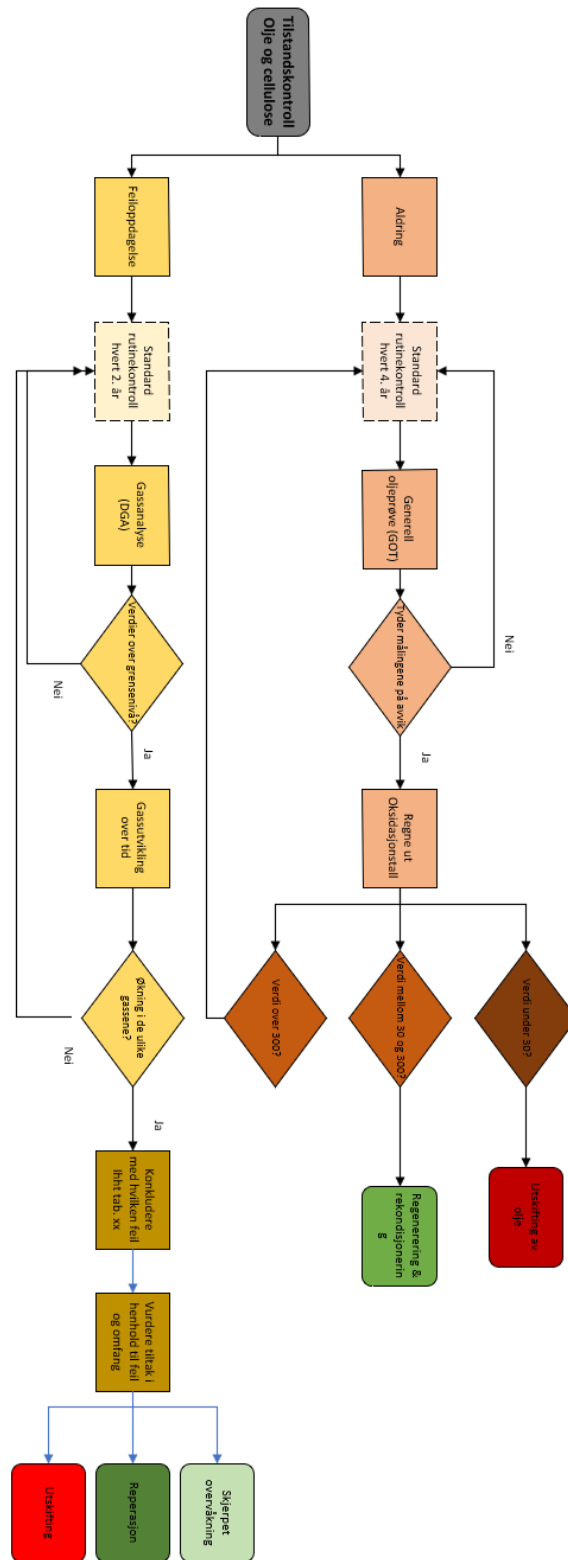 Tilstandskontroll
Olje og cellulose
Aldring
Standard
rutinekontroll
hvert 4. år
Generell
oljeprøve (GOT)
Tyder målingene på avvik
Nei
Ja
Regne ut
Oksidasjonstall
Verdi under 30?
Verdi mellom 30 og 300?
Verdi over 300?
Utskifting av
olje
Regenerering &
rekondisjonerin
g
Feiloppdagelse
Standard
rutinekontroll
hvert 2. år
Gassanalyse
(DGA)
Verdier over grensenivå?
Nei
Ja
Gassutvikling
over tid
Økning i de ulike
gassene?
Nei
Ja
Konkludere
med hvilken feil
Ihht tab. xx
Vurdere tiltak i
henhold til feil
og omfang
Skjerpet
overvåkning
Reperasjon
Utskifting